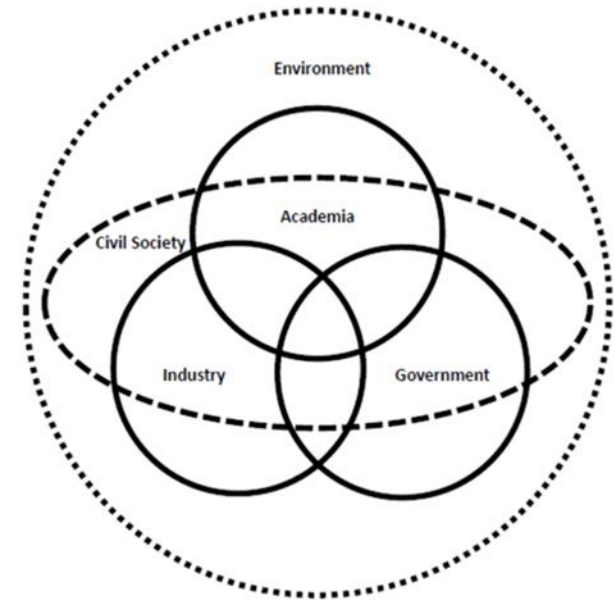 Environment
Academia
Civil Society
Industry
Government